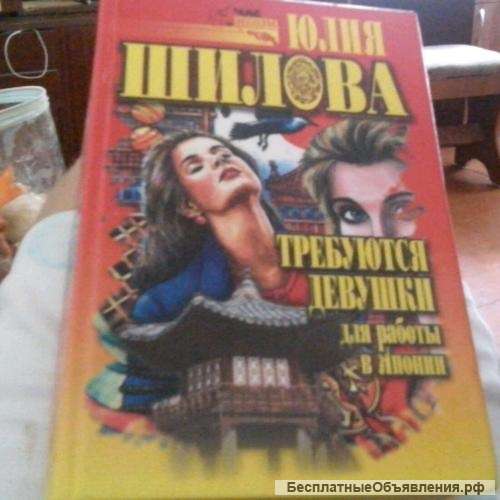 ЮЛИЯ
ШИЛОВА
ТРЕБУЮТСЯ
ДЕВУШКИ
для работы
в Японии
БесплатныеОбъявления.рф